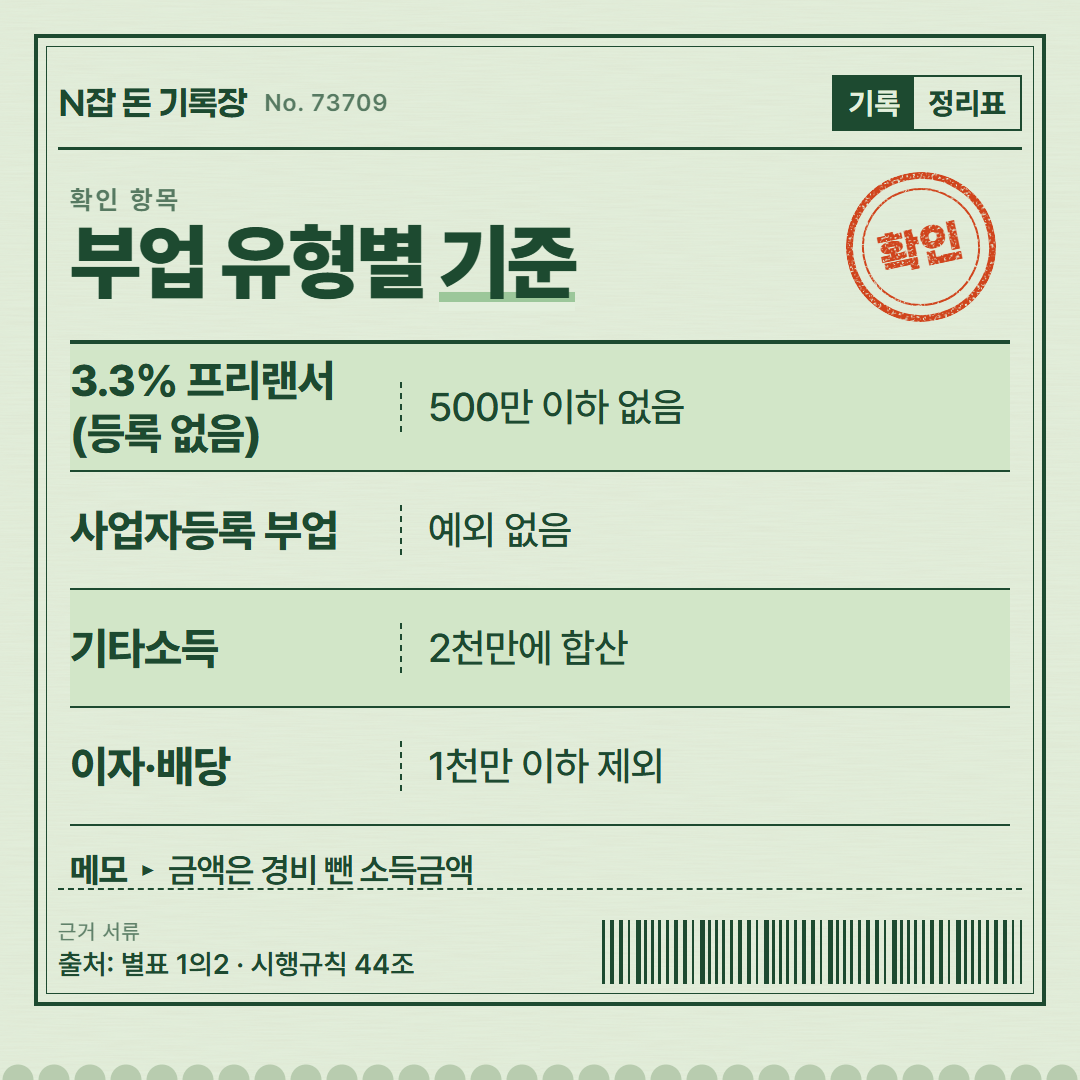 N잡 돈 기록장 No. 73709
기록 정리표
확인 항목
부업 유형별 기준
확인
3.3% 프리랜서
(등록 없음)
500만 이하 없음
사업자등록 부업
예외 없음
기타소득
2천만에 합산
이자·배당
1천만 이하 제외
메모 ▸ 금액은 경비 뺀 소득금액
근거 서류
출처: 별표 1의2 · 시행규칙 44조